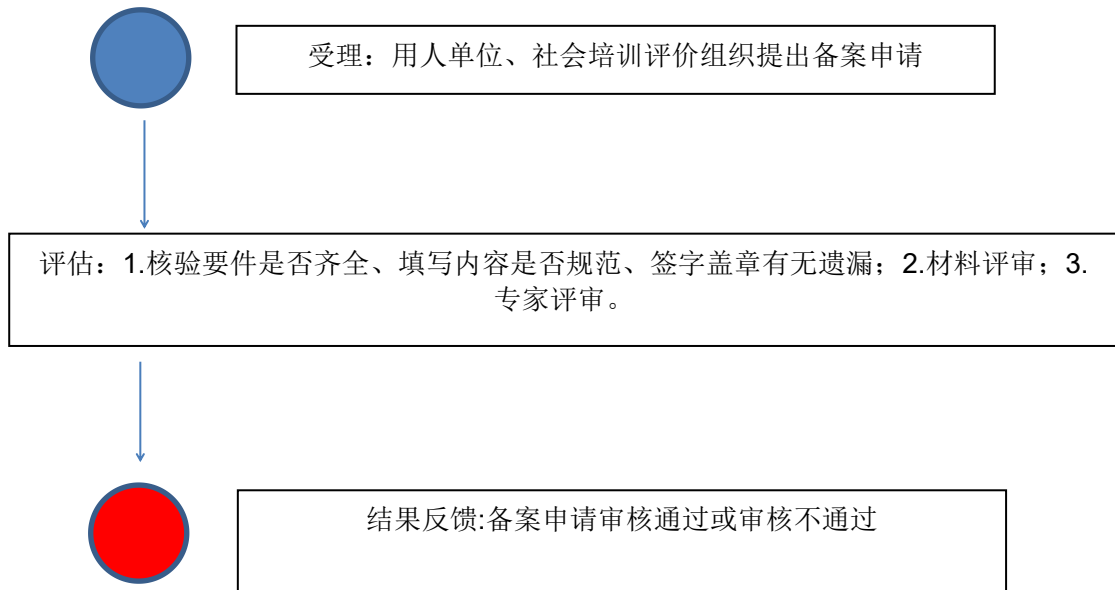 受理：用人单位、社会培训评价组织提出备案申请
评估：1.核验要件是否齐全、填写内容是否规范、签字盖章有无遗漏；2.材料评审；3.
专家评审。
结果反馈:备案申请审核通过或审核不通过